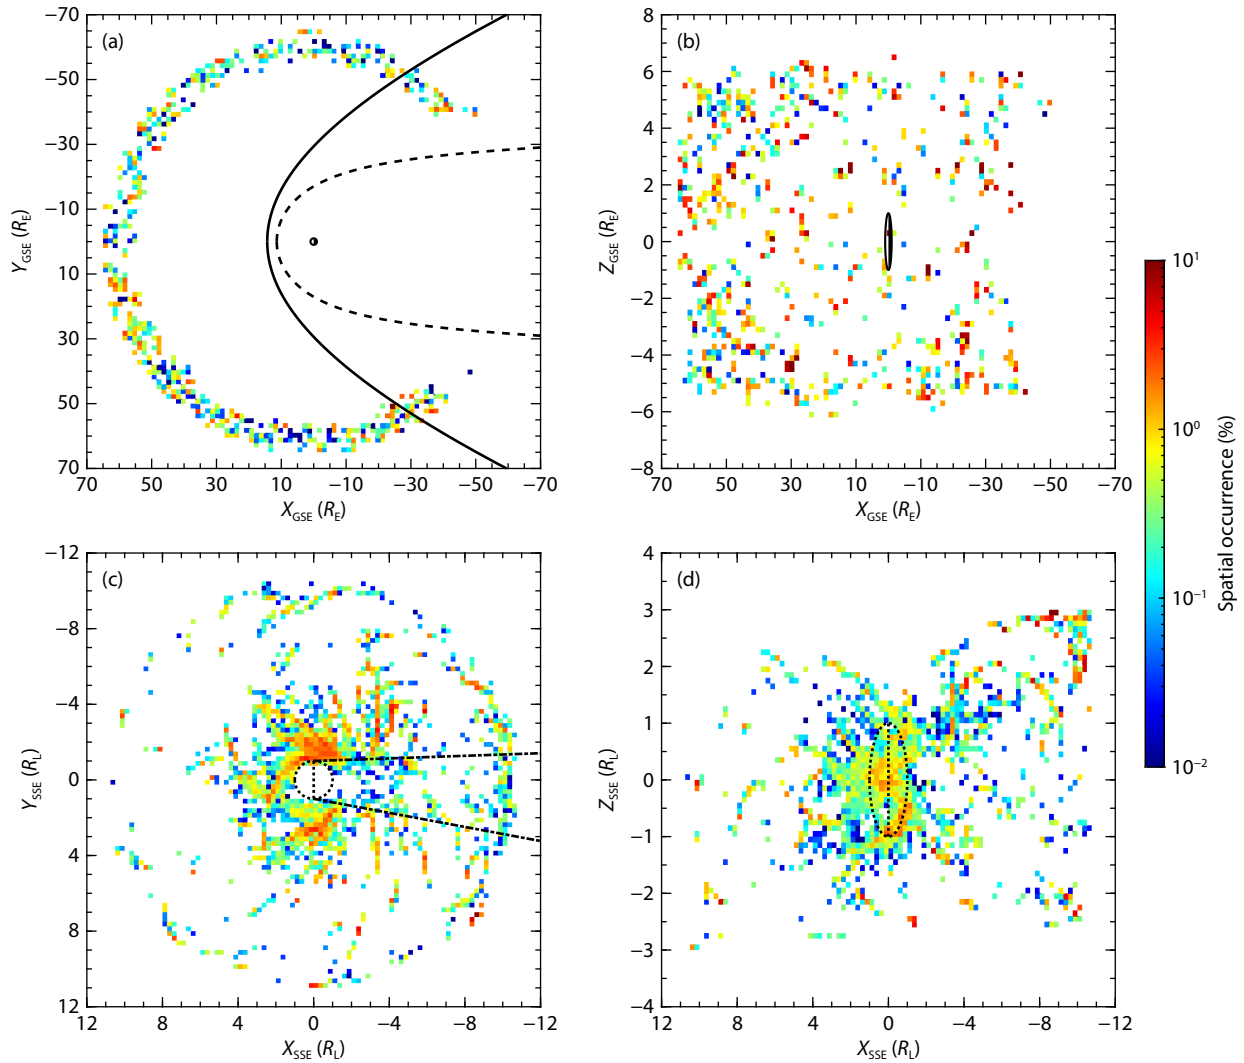 (a)
−70
−50
−30
−10
10
30
50
70
Y_GSE (R_E)
70 50 30 10 −10 −30 −50 −70
X_GSE (R_E)
(b)
8
6
4
2
0
−2
−4
−6
−8
Z_GSE (R_E)
70 50 30 10 −10 −30 −50 −70
X_GSE (R_E)
(c)
−12
−8
−4
0
4
8
12
Y_SSE (R_L)
12 8 4 0 −4 −8 −12
X_SSE (R_L)
(d)
4
3
2
1
0
−1
−2
−3
−4
Z_SSE (R_L)
12 8 4 0 −4 −8 −12
X_SSE (R_L)
10^1
10^0
10^−1
10^−2
Spatial occurrence (%)